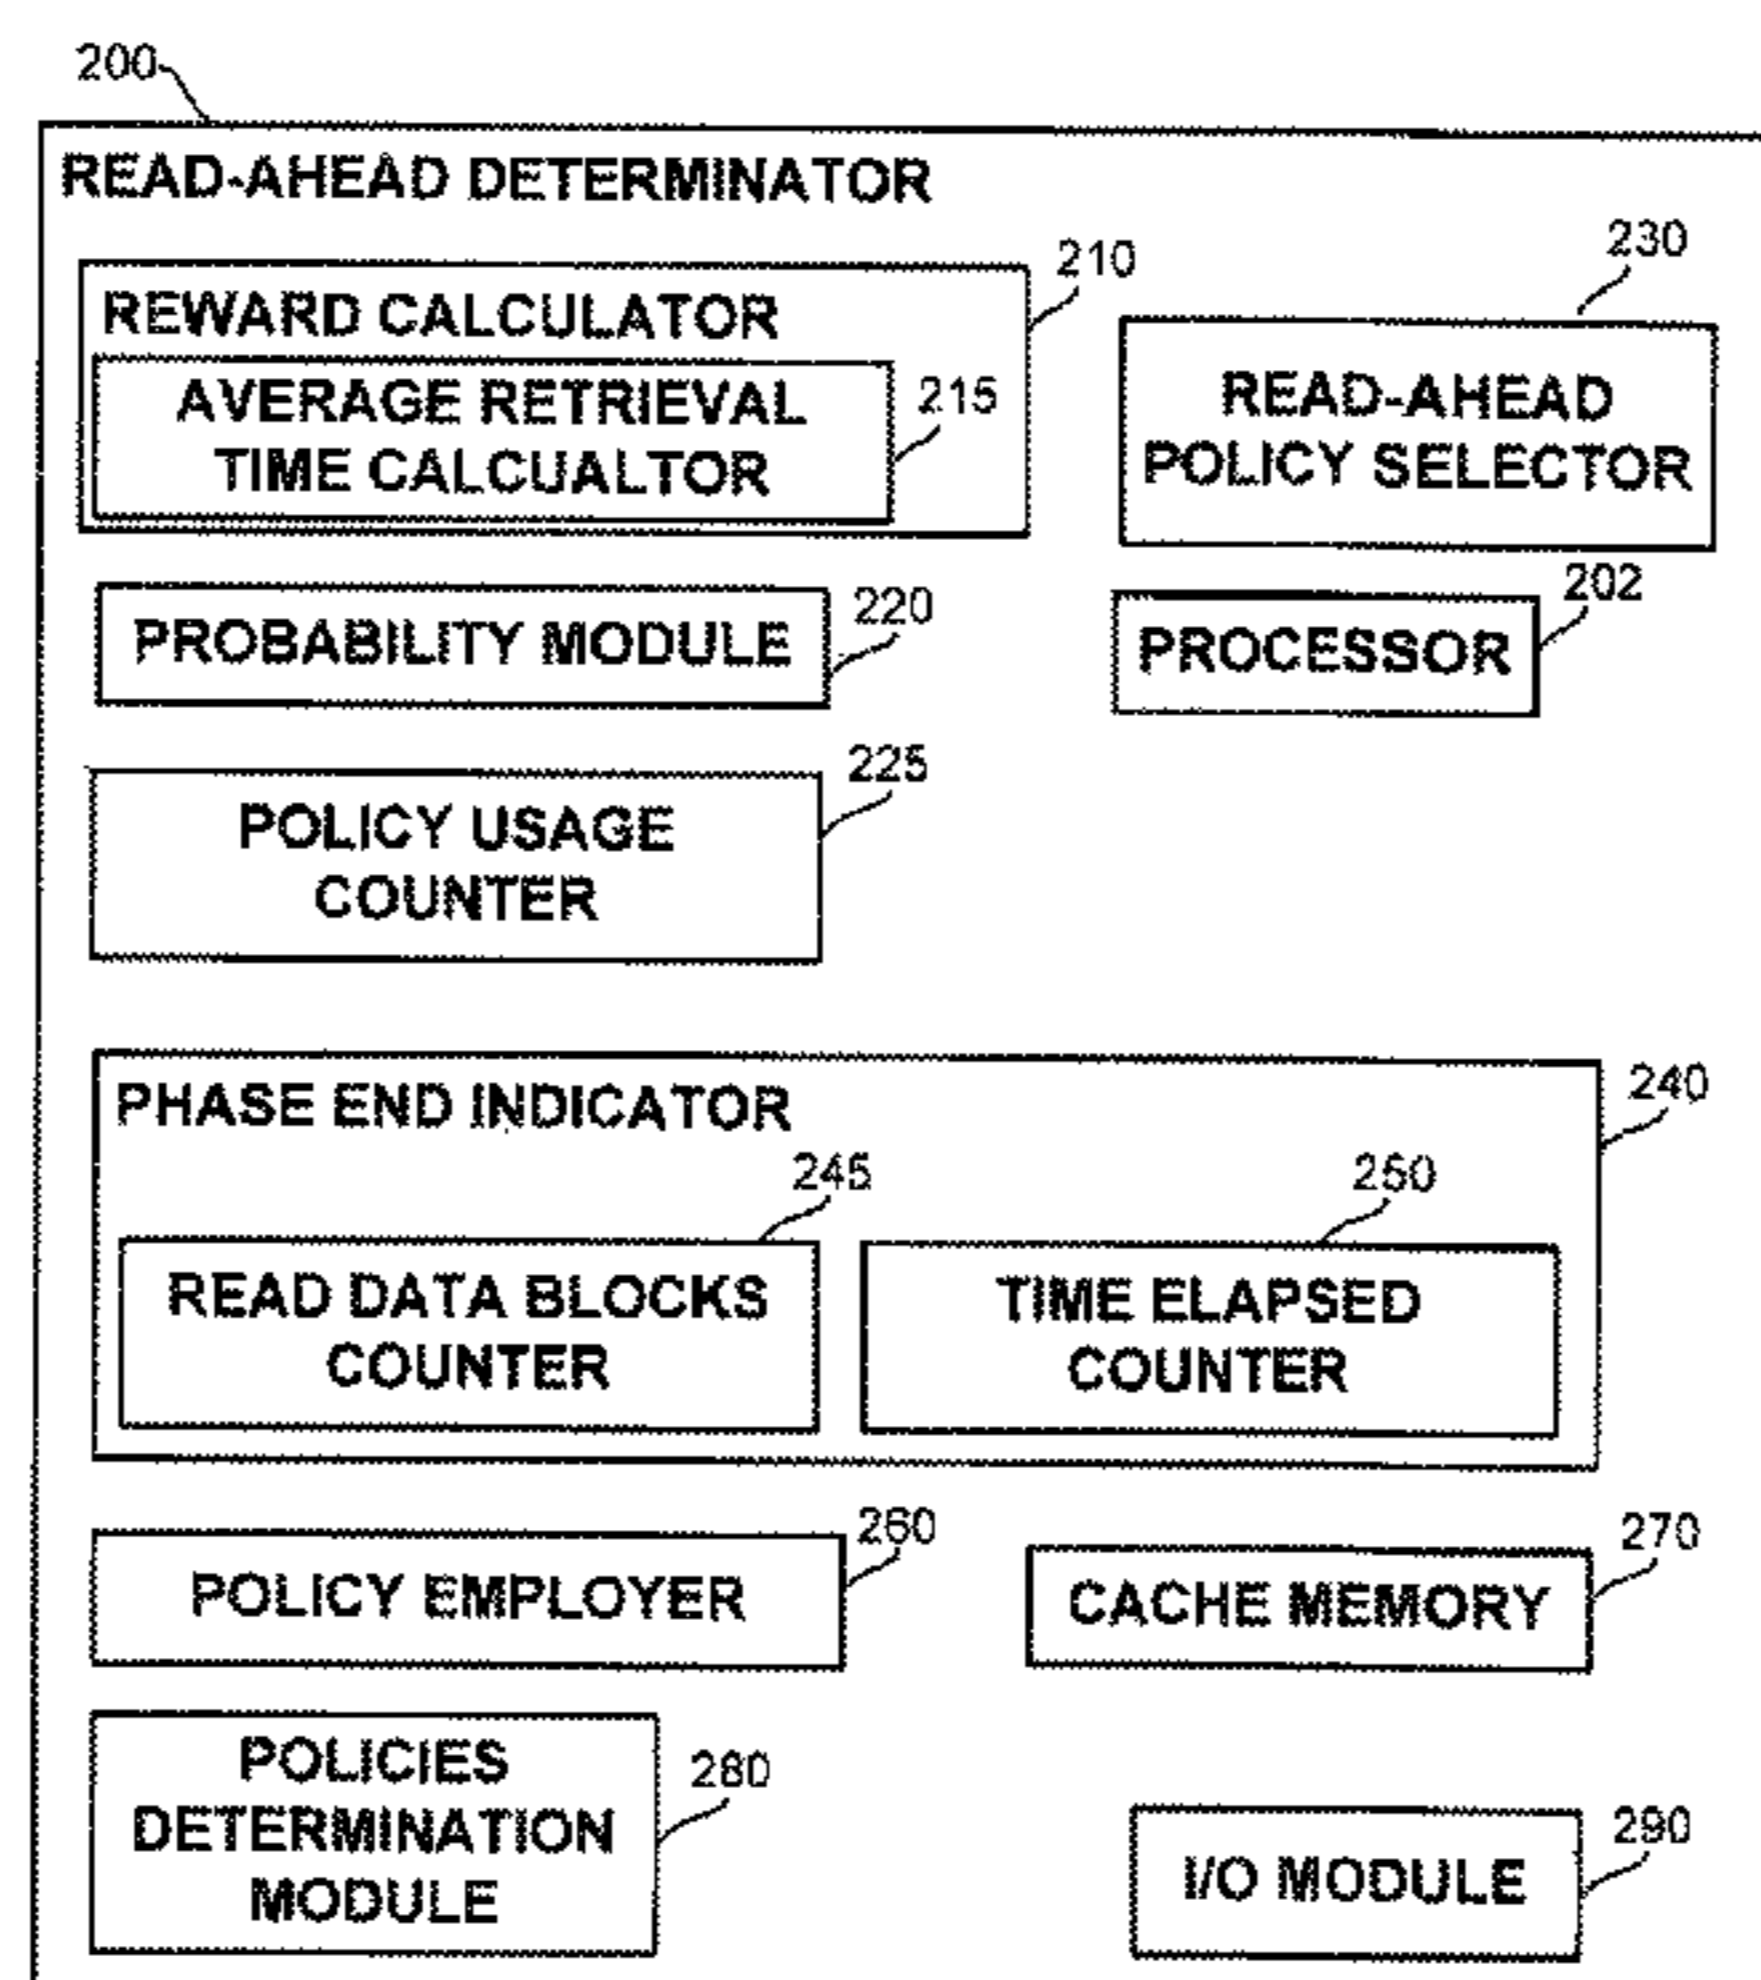 200
READ-AHEAD DETERMINATOR
210
REWARD CALCULATOR
215
AVERAGE RETRIEVAL
TIME CALCUALTOR
230
READ-AHEAD
POLICY SELECTOR
220
PROBABILITY MODULE
202
PROCESSOR
225
POLICY USAGE
COUNTER
240
PHASE END INDICATOR
245
READ DATA BLOCKS
COUNTER
250
TIME ELAPSED
COUNTER
260
POLICY EMPLOYER
270
CACHE MEMORY
280
POLICIES
DETERMINATION
MODULE
290
I/O MODULE